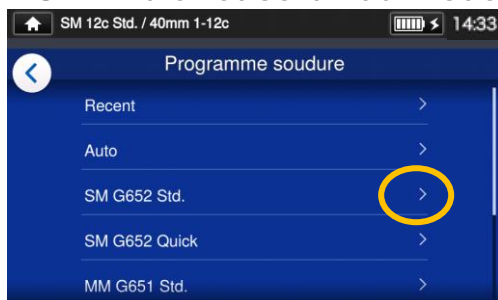 SM 12c Std. / 40mm 1-12c 14:33
Programme soudure
Recent
Auto
SM G652 Std.
SM G652 Quick
MM G651 Std.